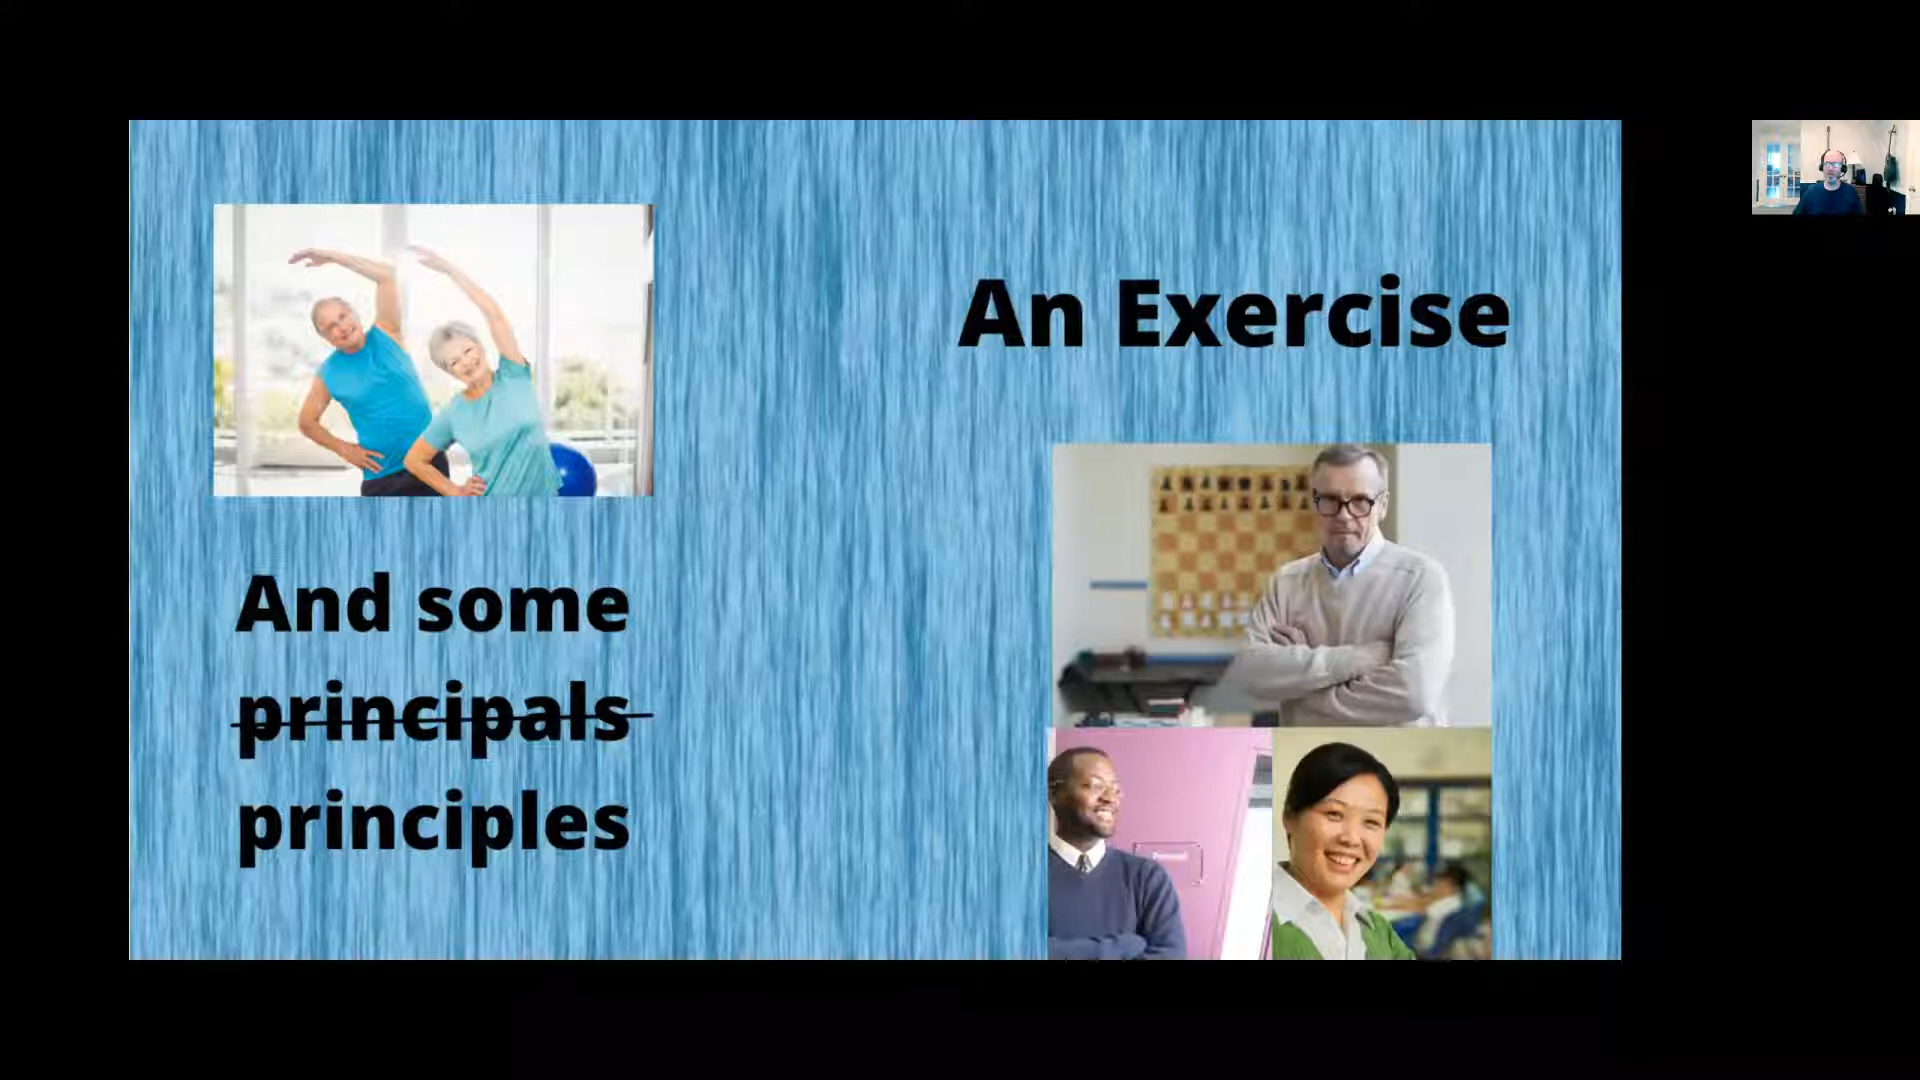 An Exercise
And some
principals
principles